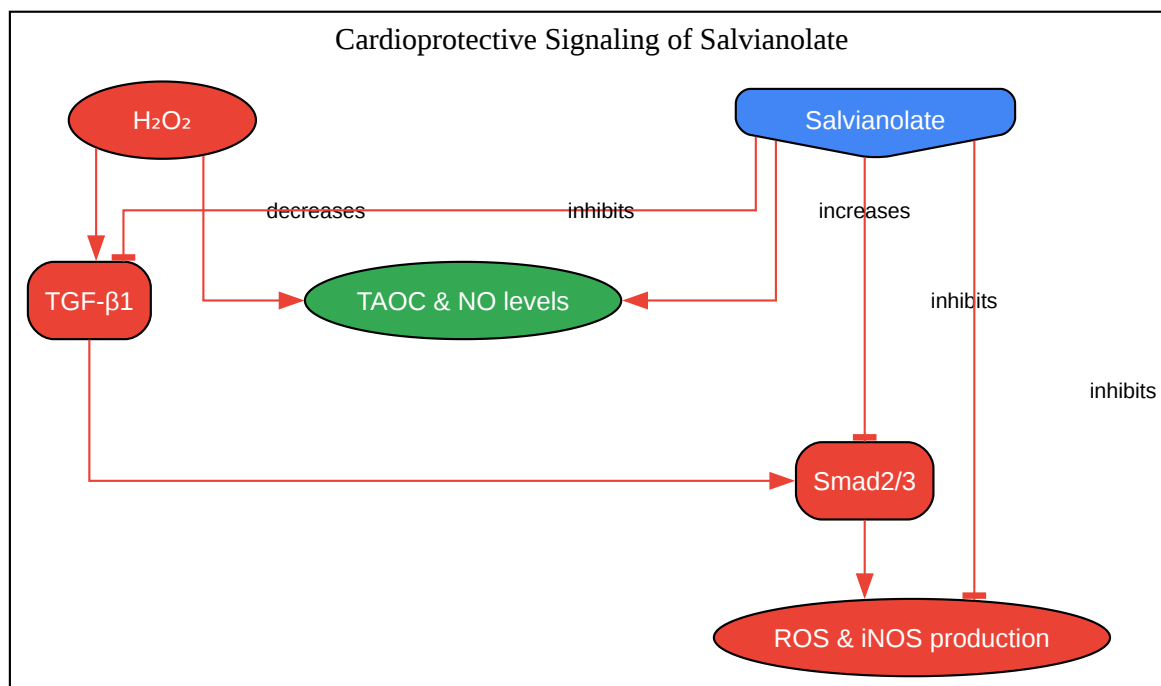 Cardioprotective Signaling of Salvianolate
H₂O₂
Salvianolate
decreases
inhibits
increases
TGF-β1
TAOC & NO levels
inhibits
inhibits
Smad2/3
ROS & iNOS production